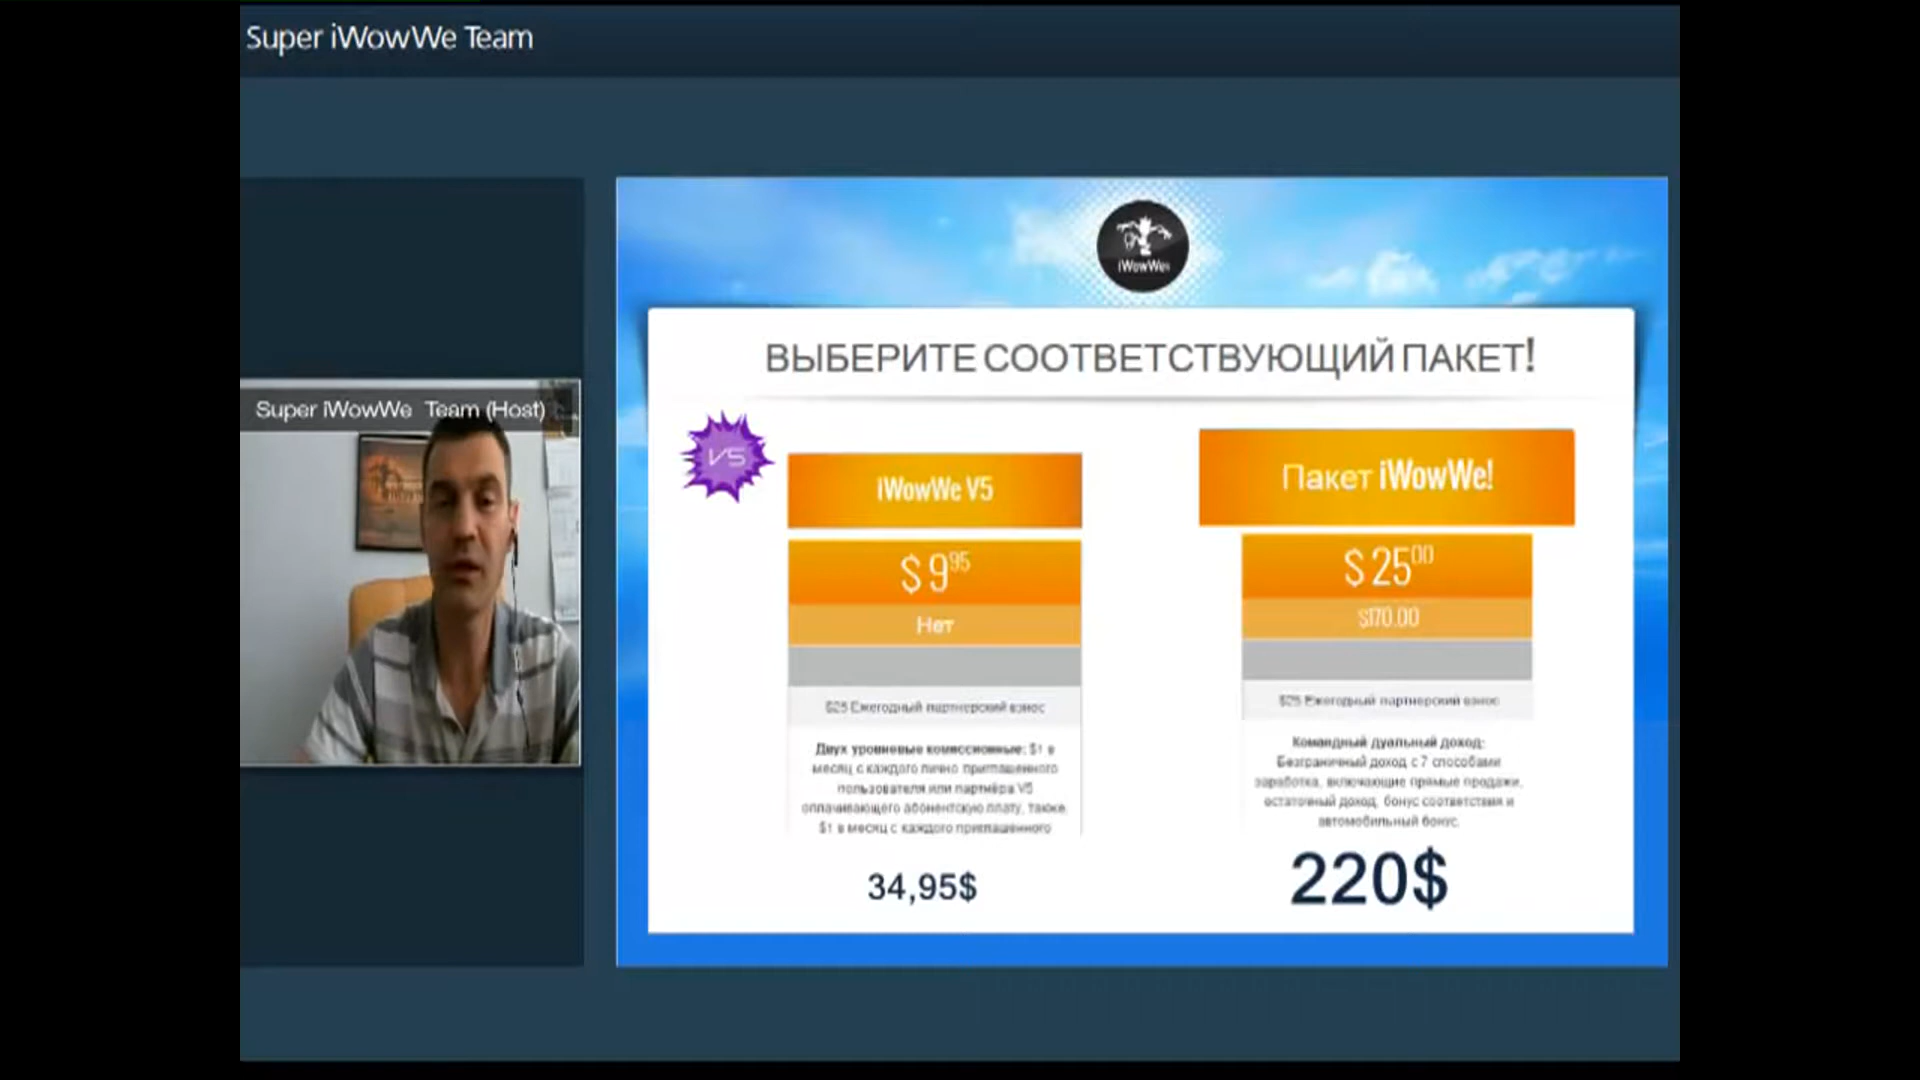 Super iWowWe Team
Super iWowWe Team (Host)
iWowWe!
ВЫБЕРИТЕ СООТВЕТСТВУЮЩИЙ ПАКЕТ!
V5
iWowWe V5
$ 9 95
Нет
$25 Ежегодный партнерский взнос
Двух уровневые комиссионные: $1 в
месяц с каждого лично приглашенного
пользователя или партнёра V5
оплачивающего абонентскую плату, также,
$1 в месяц с каждого приглашенного
34,95$
Пакет iWowWe!
$ 25 00
$170.00
$25 Ежегодный партнерский взнос
Командный дуальный доход:
Безграничный доход с 7 способами
заработка, включающие прямые продажи,
остаточный доход, бонус соответствия и
автомобильный бонус.
220$